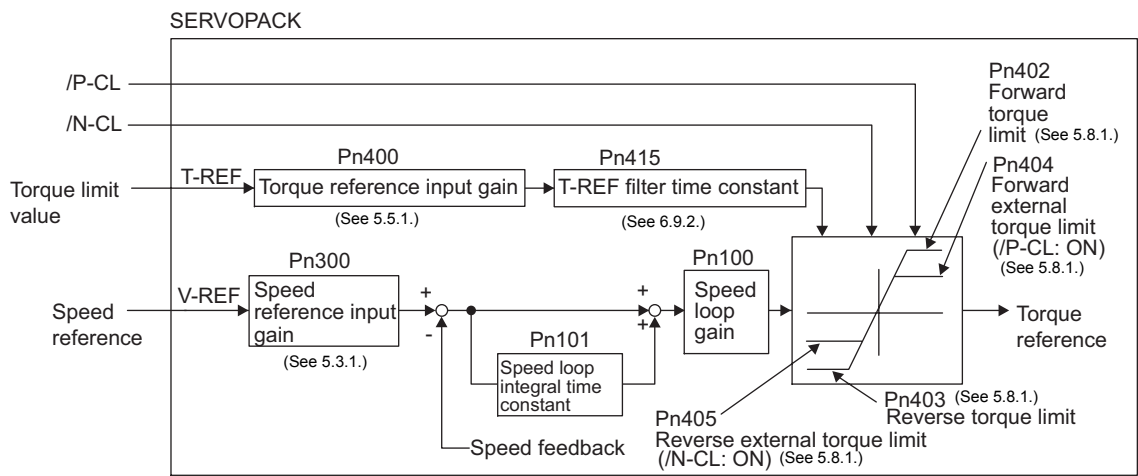 SERVOPACK
/P-CL
/N-CL
Pn402
Forward
torque
limit (See 5.8.1.)
Pn404
Forward
external
torque limit
(/P-CL: ON)
(See 5.8.1.)
Torque limit
value
T-REF
Pn400
Torque reference input gain
(See 5.5.1.)
Pn415
T-REF filter time constant
(See 6.9.2.)
Speed
reference
V-REF
Pn300
Speed
reference input
gain
(See 5.3.1.)
+
-
Pn101
Speed loop
integral time
constant
+
+
Pn100
Speed
loop
gain
Torque
reference
Speed feedback
Pn403 (See 5.8.1.)
Reverse torque limit
Pn405
Reverse external torque limit
(/N-CL: ON) (See 5.8.1.)